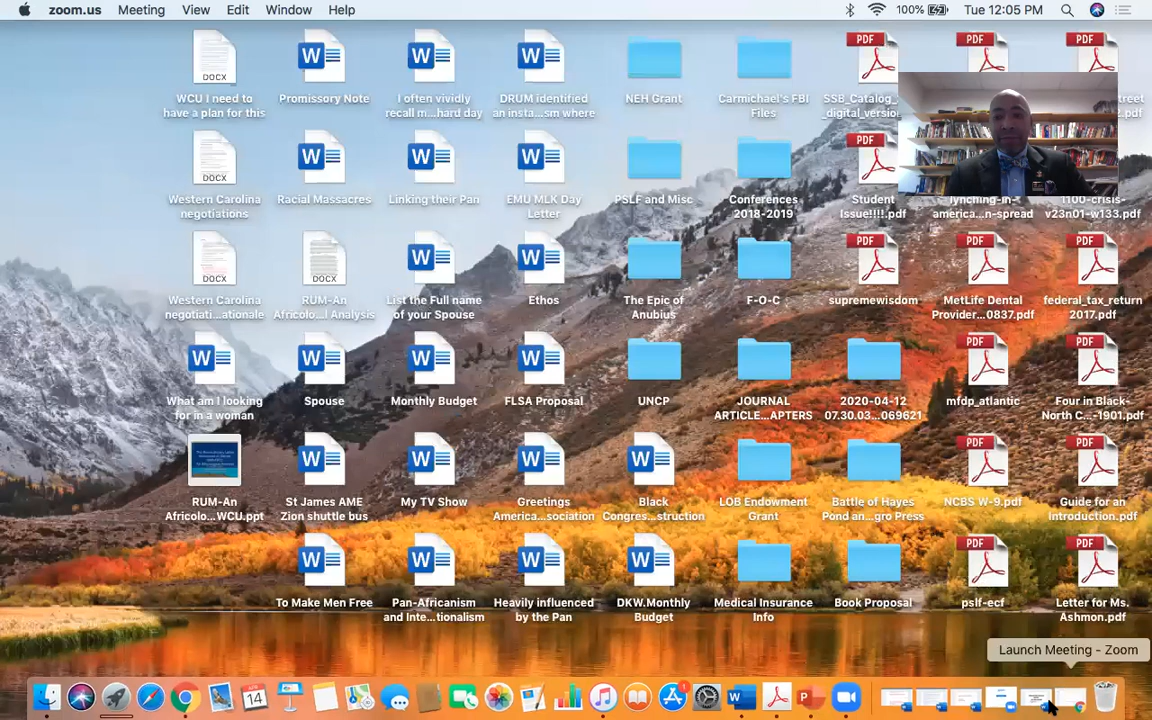 zoom.us Meeting View Edit Window Help 100% Tue 12:05 PM
DOCX
WCU I need to
have a plan for this
Promissory Note
I often vividly
recall m...hard day
DRUM identified
an insta...sm where
NEH Grant
Carmichael's FBI
Files
PDF
SSB_Catalog_
_digital_versio
PDF
PDF
treet
2.pdf
DOCX
Western Carolina
negotiations
Racial Massacres
Linking their Pan
EMU MLK Day
Letter
PSLF and Misc
Conferences
2018-2019
PDF
Student
Issue!!!!.pdf
lynching-in-
america...n-spread
1100-crisis-
v23n01-w133.pdf
DOCX
Western Carolina
negotiati...ationale
DOCX
RUM-An
Africolo...l Analysis
List the Full name
of your Spouse
Ethos
The Epic of
Anubius
F-O-C
PDF
supremewisdom
PDF
MetLife Dental
Provider...0837.pdf
PDF
federal_tax_return
2017.pdf
What am I looking
for in a woman
Spouse
Monthly Budget
FLSA Proposal
UNCP
JOURNAL
ARTICLE...APTERS
2020-04-12
07.30.03...069621
PDF
mfdp_atlantic
PDF
Four in Black-
North C...-1901.pdf
RUM-An
Africolo...WCU.ppt
St James AME
Zion shuttle bus
My TV Show
Greetings
America...sociation
Black
Congres...struction
LOB Endowment
Grant
Battle of Hayes
Pond an...gro Press
PDF
NCBS W-9.pdf
PDF
Guide for an
Introduction.pdf
To Make Men Free
Pan-Africanism
and Inte...tionalism
Heavily influenced
by the Pan
DKW.Monthly
Budget
Medical Insurance
Info
Book Proposal
PDF
pslf-ecf
PDF
Letter for Ms.
Ashmon.pdf
Launch Meeting - Zoom
14